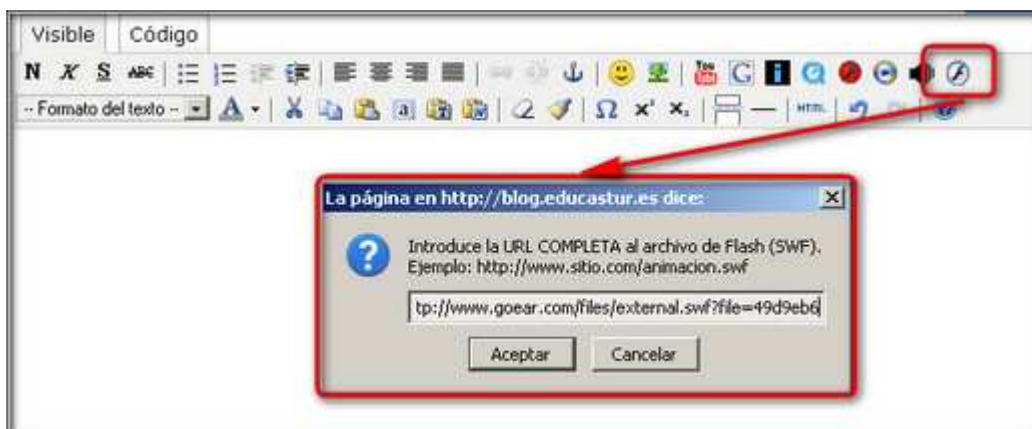 Visible Código
N X S ABC You Tube G i
-- Formato del texto -- A a T W Ω x² x₂ HTML
La página en http://blog.educastur.es dice:
Introduce la URL COMPLETA al archivo de Flash (SWF).
Ejemplo: http://www.sitio.com/animacion.swf
tp://www.goear.com/files/external.swf?file=49d9eb6
Aceptar Cancelar